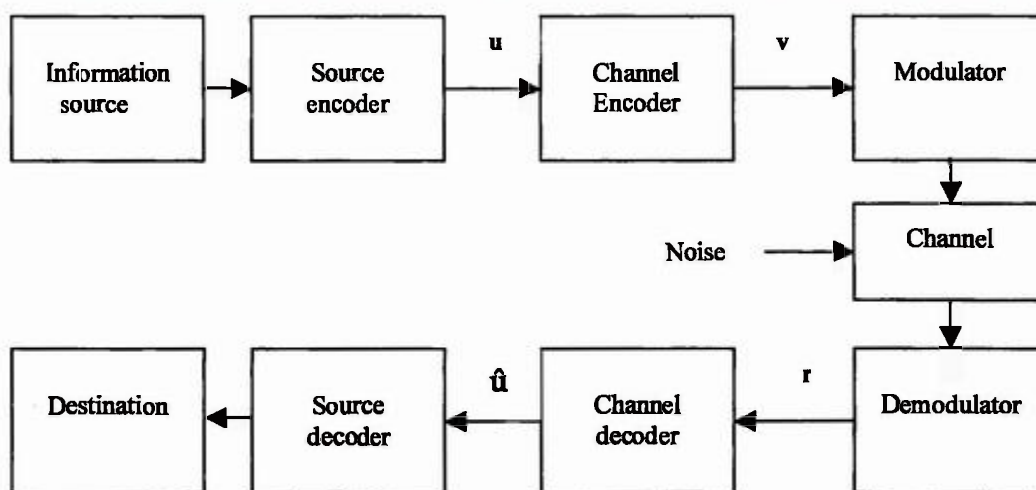 Information
source
Source
encoder
u
Channel
Encoder
v
Modulator
Noise
Channel
Destination
Source
decoder
û
Channel
decoder
r
Demodulator